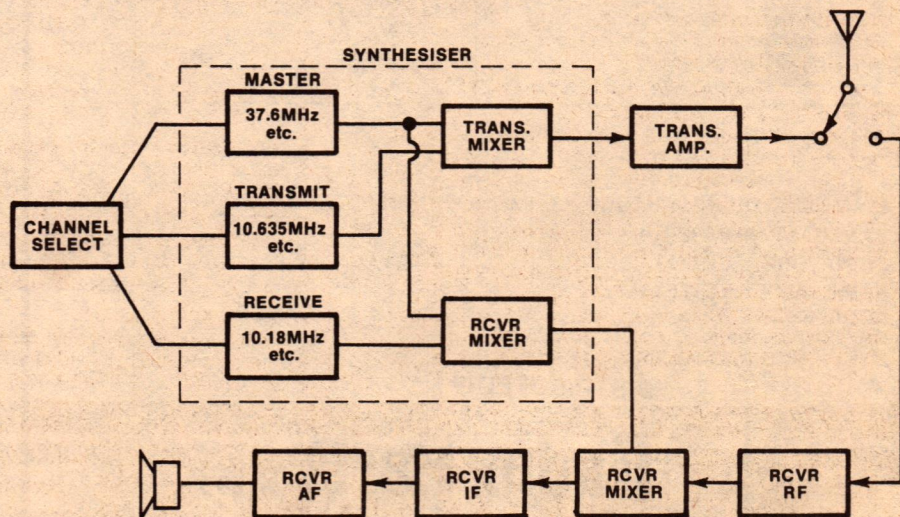 SYNTHESISER
MASTER
37.6MHz
etc.
TRANS.
MIXER
TRANS.
AMP.
TRANSMIT
10.635MHz
etc.
CHANNEL
SELECT
RECEIVE
10.18MHz
etc.
RCVR
MIXER
RCVR
AF
RCVR
IF
RCVR
MIXER
RCVR
RF